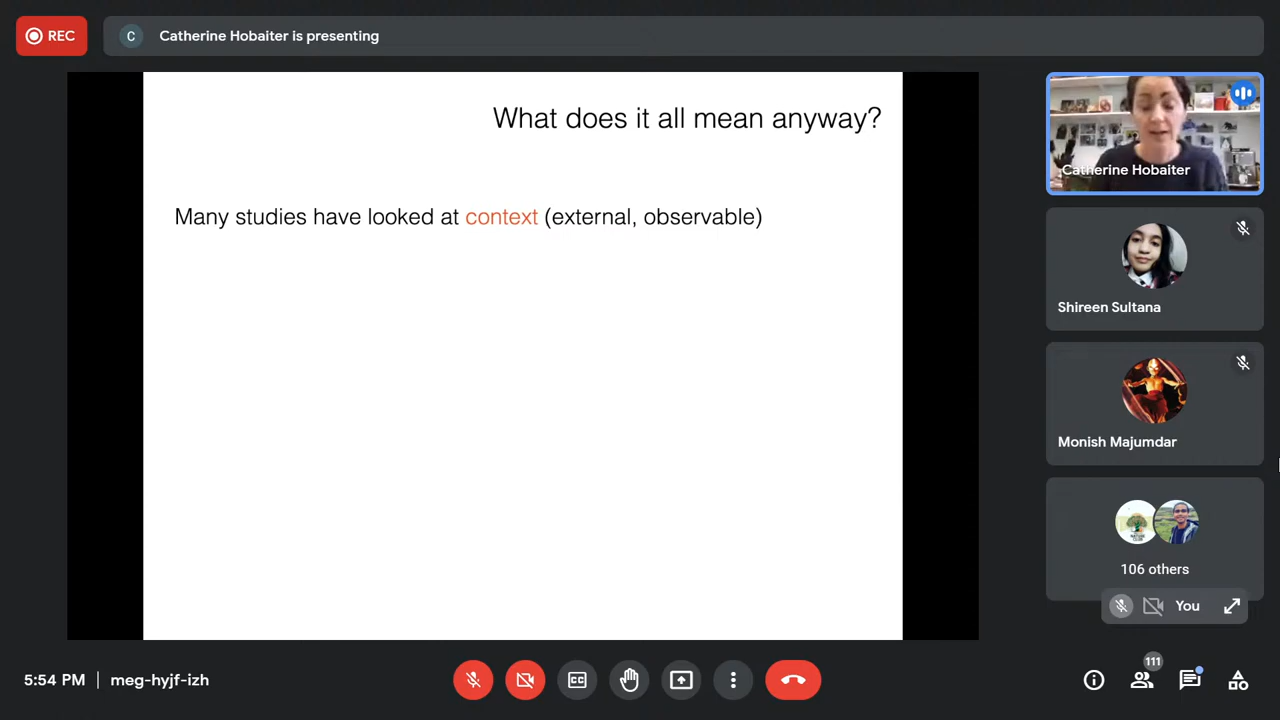 REC
C
Catherine Hobaiter is presenting
What does it all mean anyway?
Many studies have looked at context (external, observable)
Catherine Hobaiter
Shireen Sultana
Monish Majumdar
106 others
You
5:54 PM | meg-hyjf-izh
CC
111